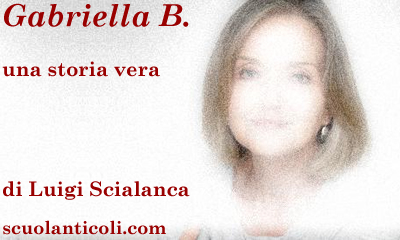 Gabriella B.
una storia vera
di Luigi Scialanca
scuolanticoli.com